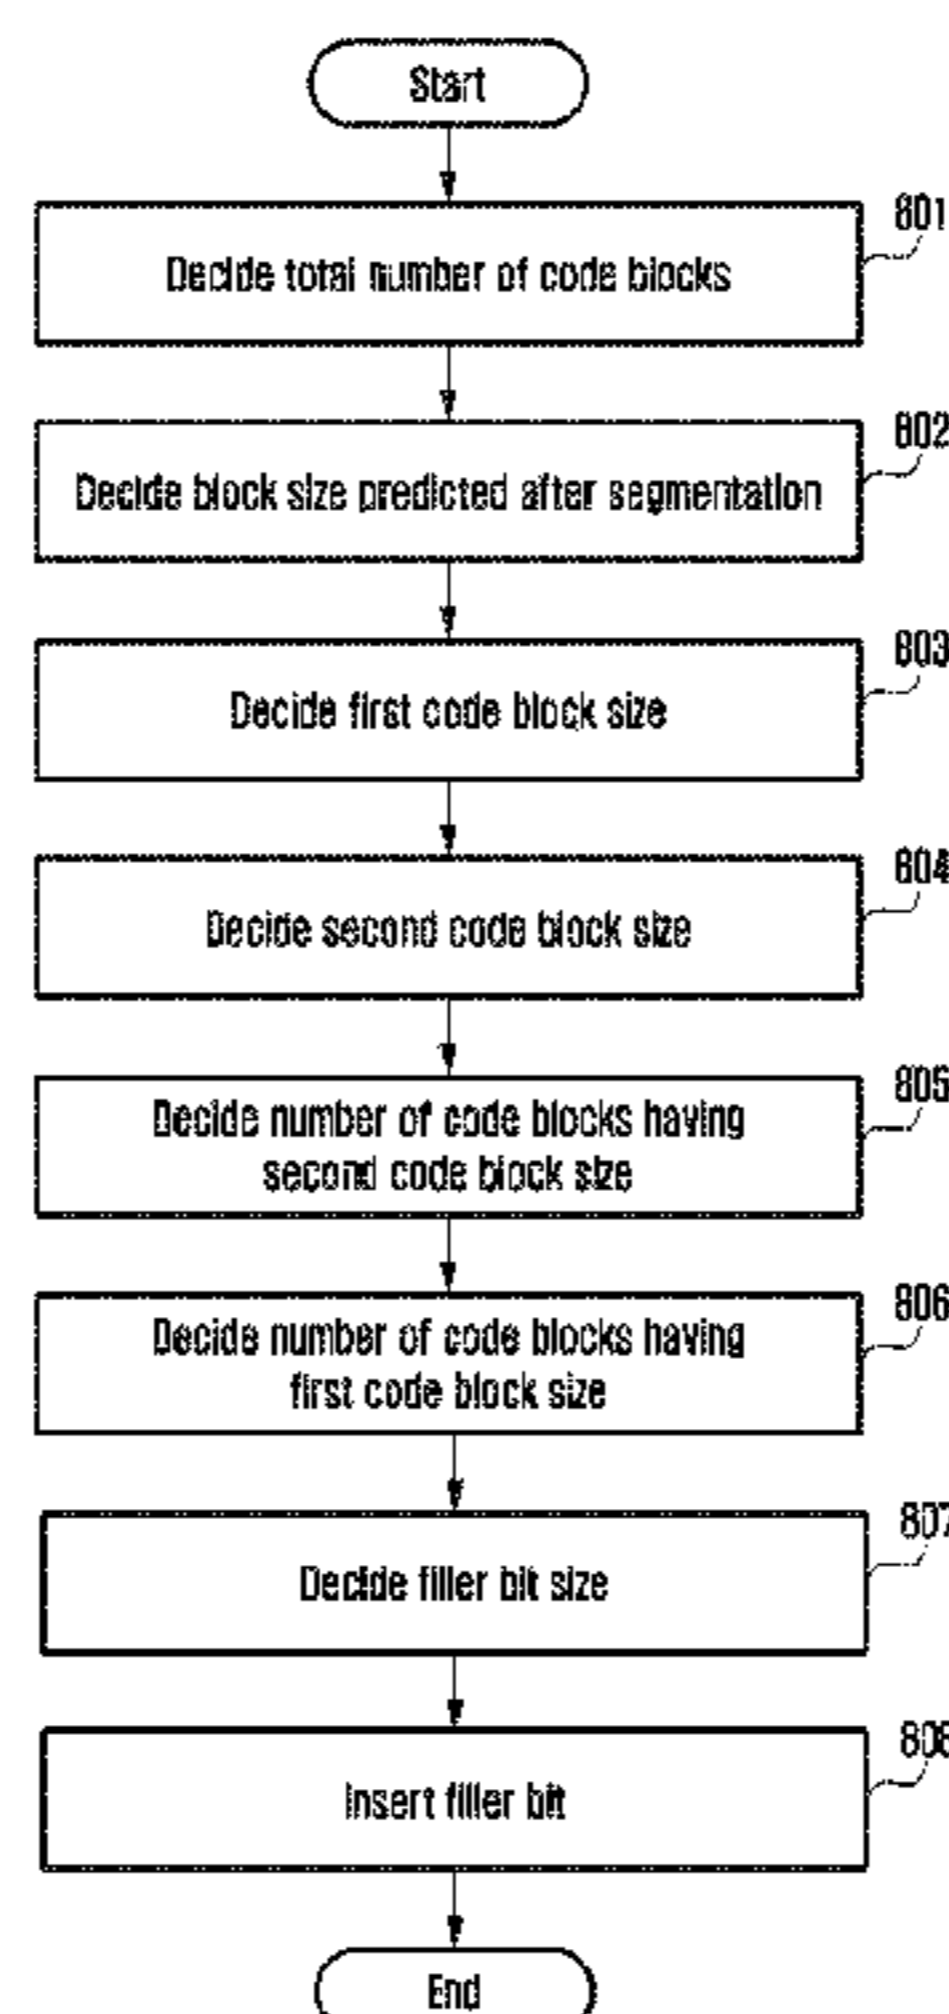 Start
801
Decide total number of code blocks
802
Decide block size predicted after segmentation
803
Decide first code block size
804
Decide second code block size
805
Decide number of code blocks having
second code block size
806
Decide number of code blocks having
first code block size
807
Decide filler bit size
808
Insert filler bit
End